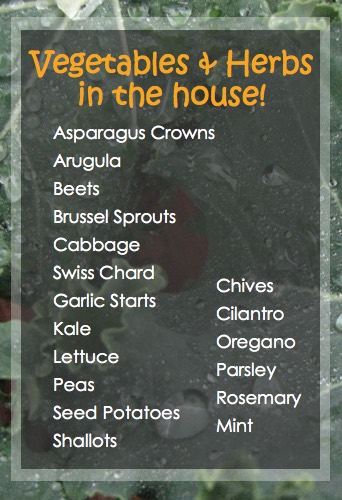 Vegetables & Herbs
in the house!
Asparagus Crowns
Arugula
Beets
Brussel Sprouts
Cabbage
Swiss Chard
Garlic Starts
Kale
Lettuce
Peas
Seed Potatoes
Shallots
Chives
Cilantro
Oregano
Parsley
Rosemary
Mint